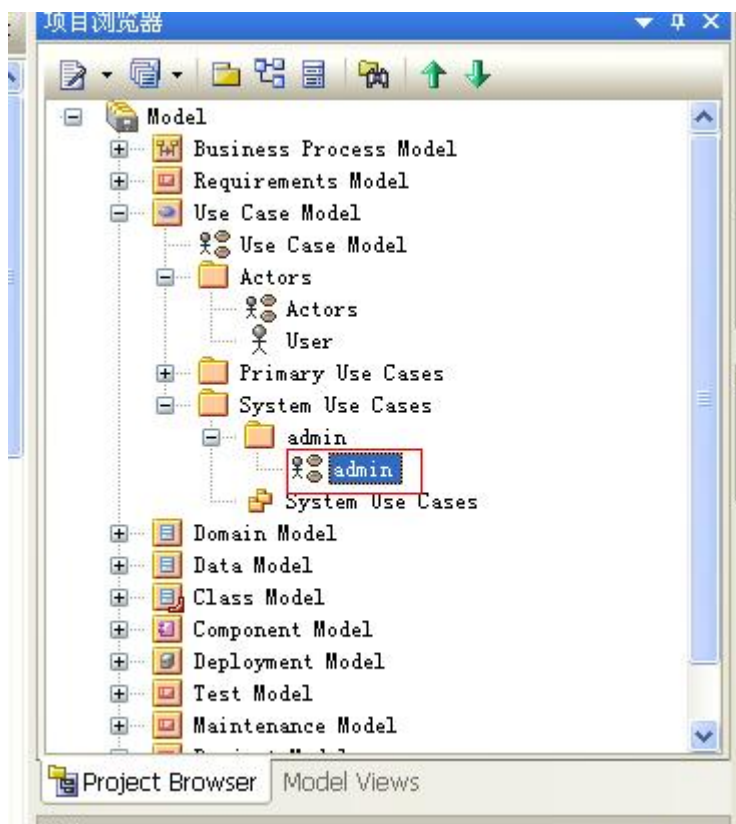 项目浏览器
Model
Business Process Model
Requirements Model
Use Case Model
Use Case Model
Actors
Actors
User
Primary Use Cases
System Use Cases
admin
admin
System Use Cases
Domain Model
Data Model
Class Model
Component Model
Deployment Model
Test Model
Maintenance Model
Project Browser Model Views